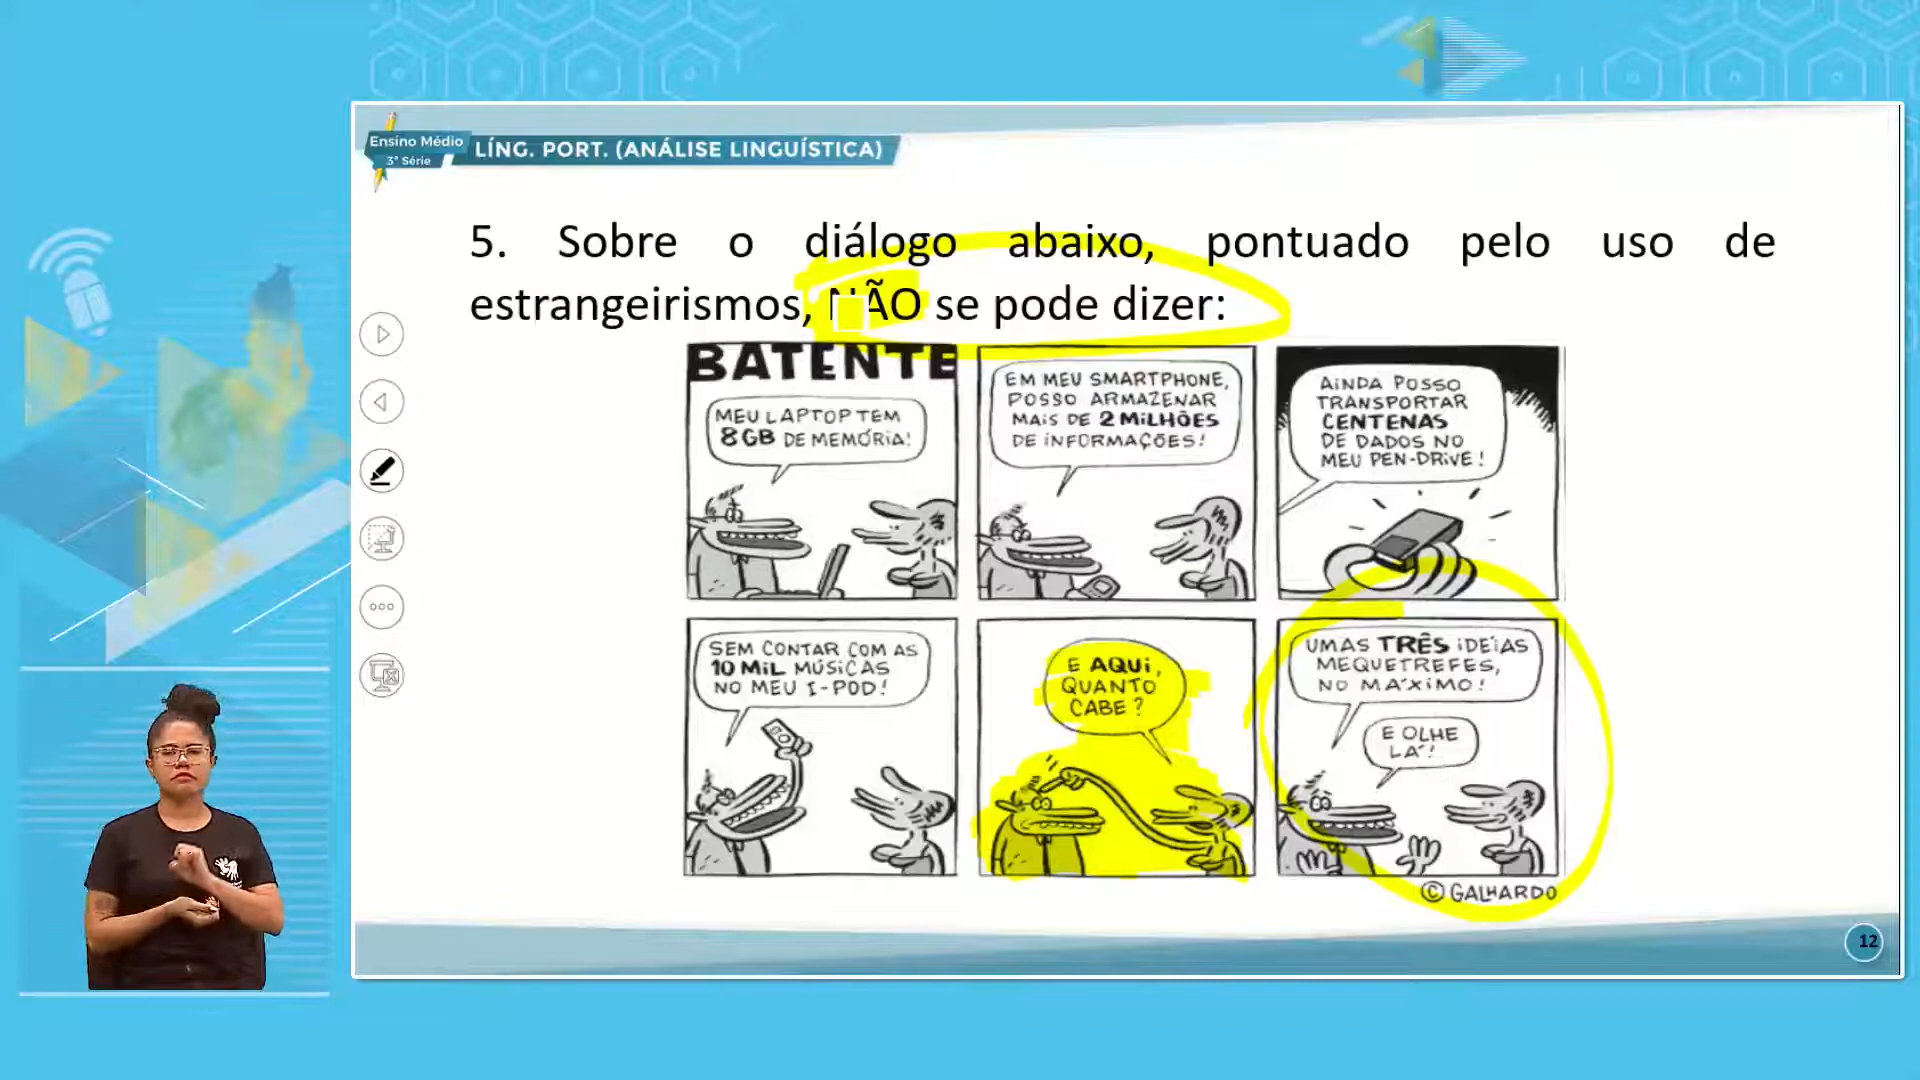 Ensino Médio
3ª Série
LÍNG. PORT. (ANÁLISE LINGUÍSTICA)
5. Sobre o diálogo abaixo, pontuado pelo uso de
estrangeirismos, NÃO se pode dizer:
BATENTE
MEU LAPTOP TEM
8GB DE MEMÓRIA!
EM MEU SMARTPHONE,
POSSO ARMAZENAR
MAIS DE 2 MILHÕES
DE INFORMAÇÕES!
AINDA POSSO
TRANSPORTAR
CENTENAS
DE DADOS NO
MEU PEN-DRIVE!
SEM CONTAR COM AS
10 MIL MÚSICAS
NO MEU I-POD!
E AQUI,
QUANTO
CABE?
UMAS TRÊS IDEIAS
MEQUETREFES,
NO MÁXIMO!
E OLHE
LÁ!
© GALHARDO
12